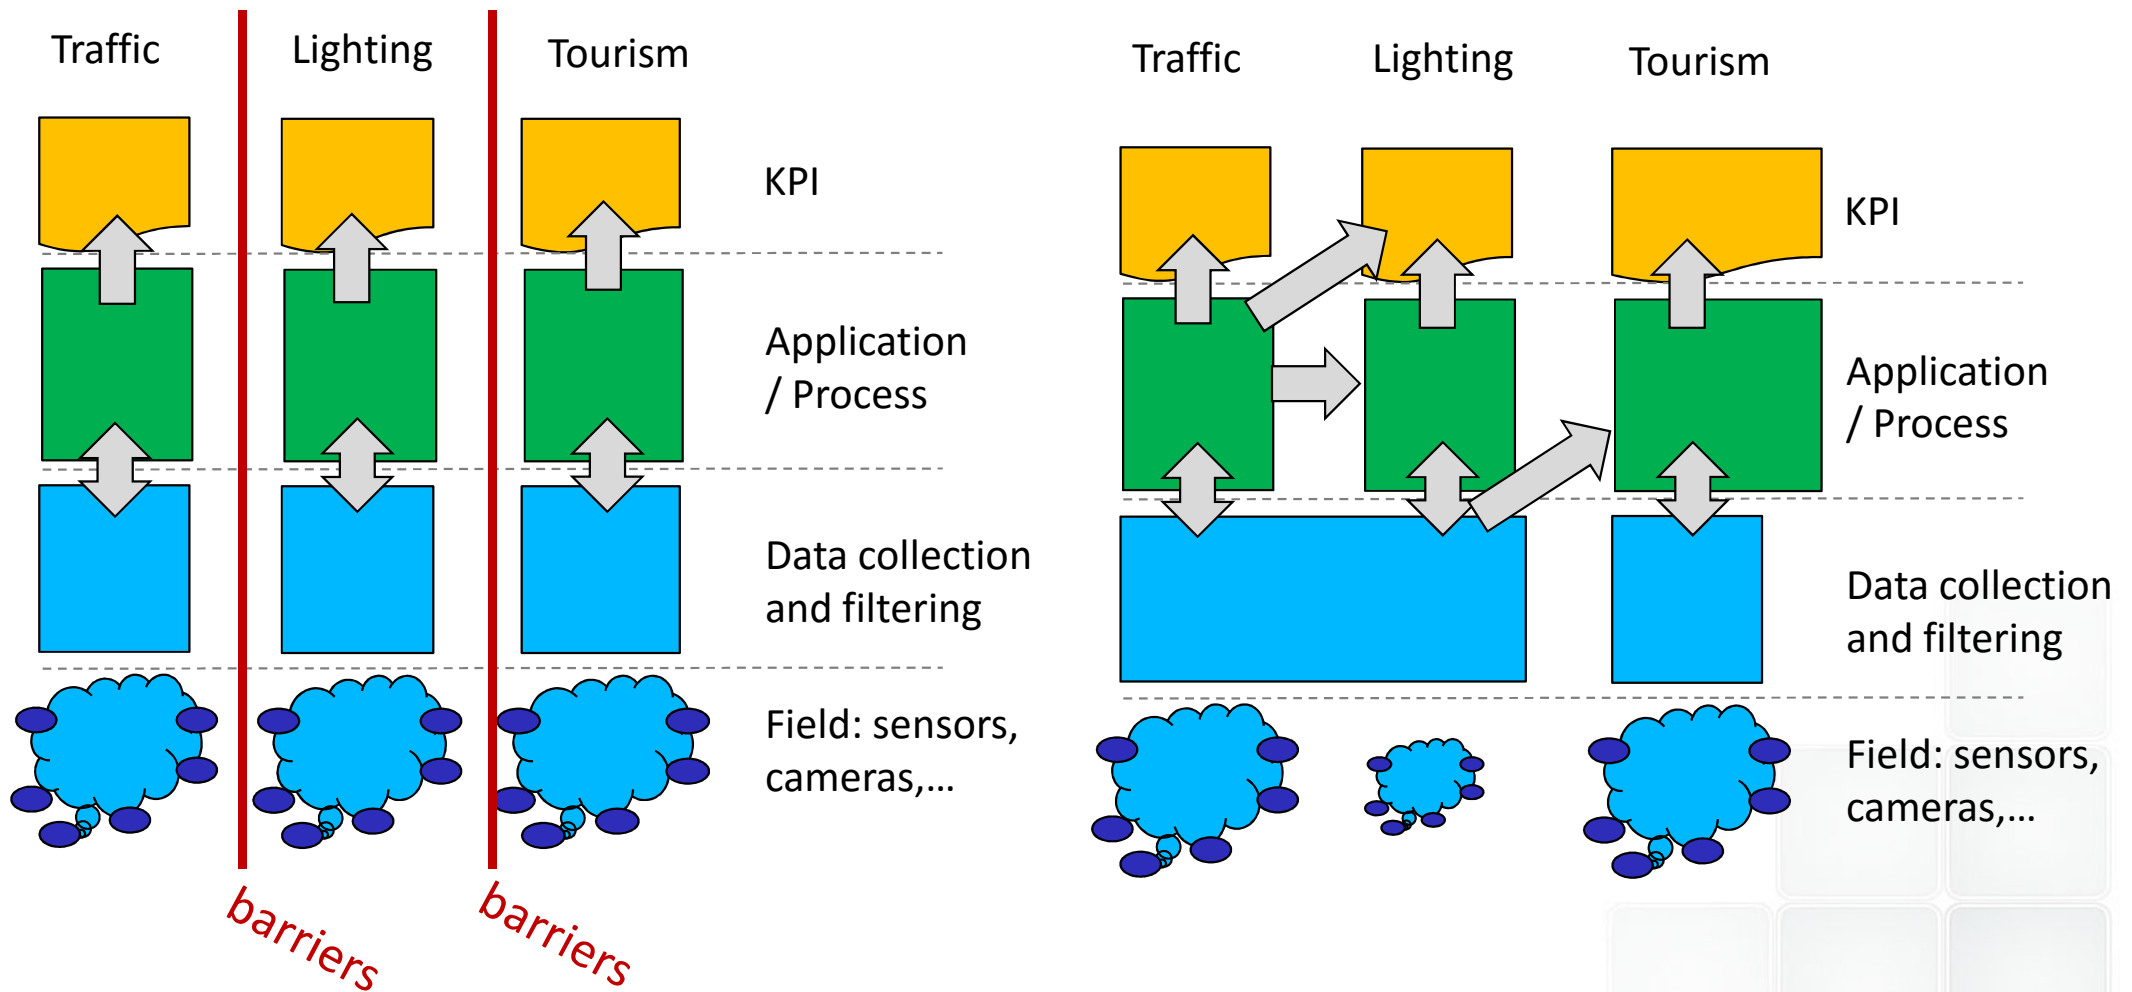 Traffic
Lighting
Tourism
KPI
Application
/ Process
Data collection
and filtering
Field: sensors,
cameras,...
barriers
barriers
Traffic
Lighting
Tourism
KPI
Application
/ Process
Data collection
and filtering
Field: sensors,
cameras,...